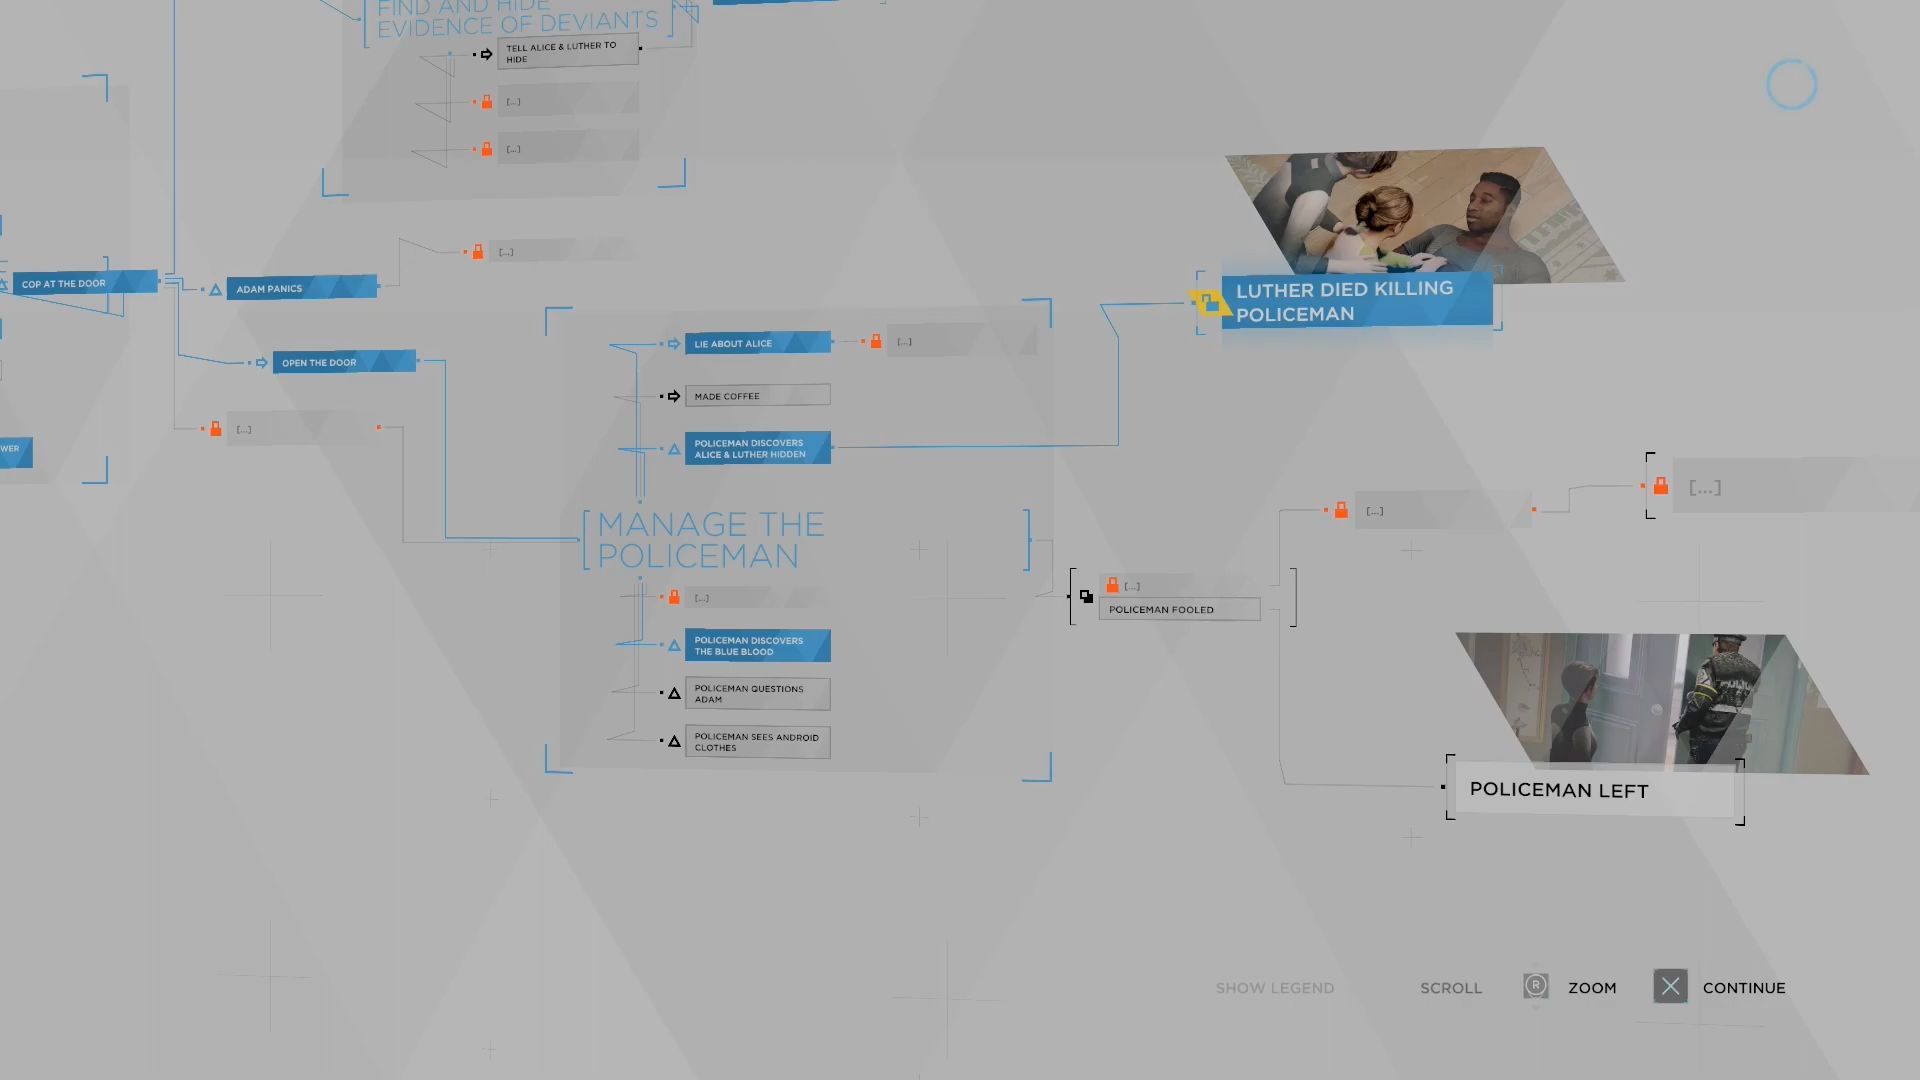 FIND AND HIDE
EVIDENCE OF DEVIANTS
TELL ALICE & LUTHER TO
HIDE
[...]
[...]
[...]
COP AT THE DOOR
ADAM PANICS
OPEN THE DOOR
[...]
WER
LIE ABOUT ALICE
[...]
MADE COFFEE
POLICEMAN DISCOVERS
ALICE & LUTHER HIDDEN
MANAGE THE
POLICEMAN
[...]
POLICEMAN DISCOVERS
THE BLUE BLOOD
POLICEMAN QUESTIONS
ADAM
POLICEMAN SEES ANDROID
CLOTHES
LUTHER DIED KILLING
POLICEMAN
[...]
POLICEMAN FOOLED
[...]
[...]
POLICE
POLICEMAN LEFT
SHOW LEGEND
SCROLL
R
ZOOM
CONTINUE